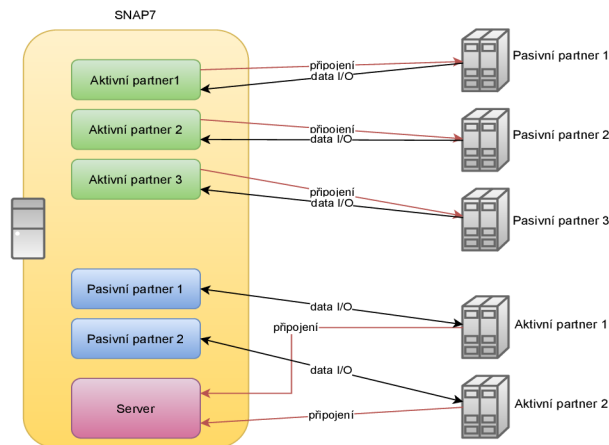 SNAP7
Aktivní partner1
připojení
data I/O
Pasivní partner 1
Aktivní partner 2
připojení
data I/O
Pasivní partner 2
Aktivní partner 3
připojení
data I/O
Pasivní partner 3
Pasivní partner 1
data I/O
Aktivní partner 1
připojení
Pasivní partner 2
data I/O
Aktivní partner 2
Server
připojení